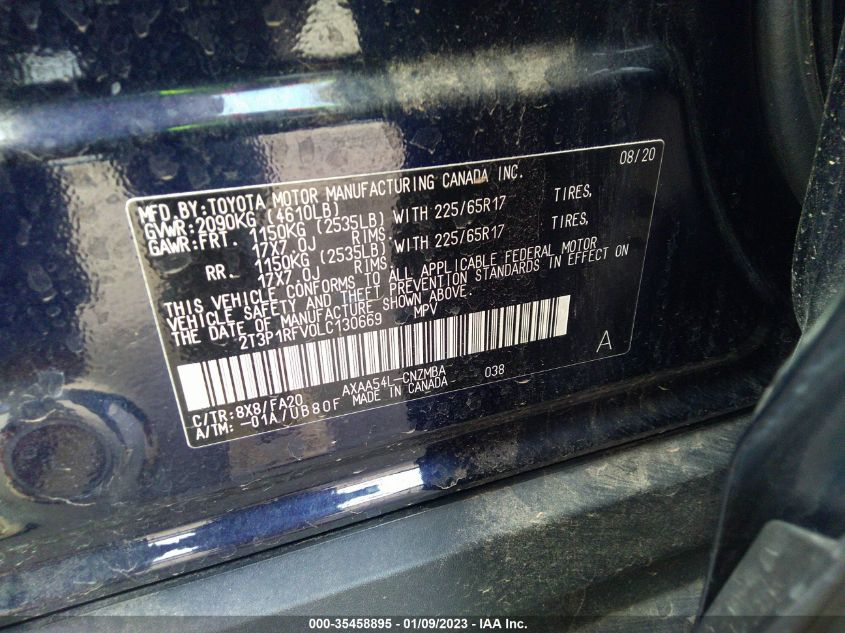 08/20
MFD.BY:TOYOTA MOTOR MANUFACTURING CANADA INC.
GVWR:2090KG (4610LB)
GAWR:FRT. 1150KG (2535LB) WITH 225/65R17 TIRES,
17X7.0J RIMS
RR. 1150KG (2535LB) WITH 225/65R17 TIRES,
17X7.0J RIMS
THIS VEHICLE CONFORMS TO ALL APPLICABLE FEDERAL MOTOR
VEHICLE SAFETY AND THEFT PREVENTION STANDARDS IN EFFECT ON
THE DATE OF MANUFACTURE SHOWN ABOVE.
2T3P1RFV0LC130669 MPV
A
C/TR:8X8/FA20 AXAA54L-CNZMBA 038
A/TM:-01A/UB80F MADE IN CANADA
000-35458895 - 01/09/2023 - IAA Inc.